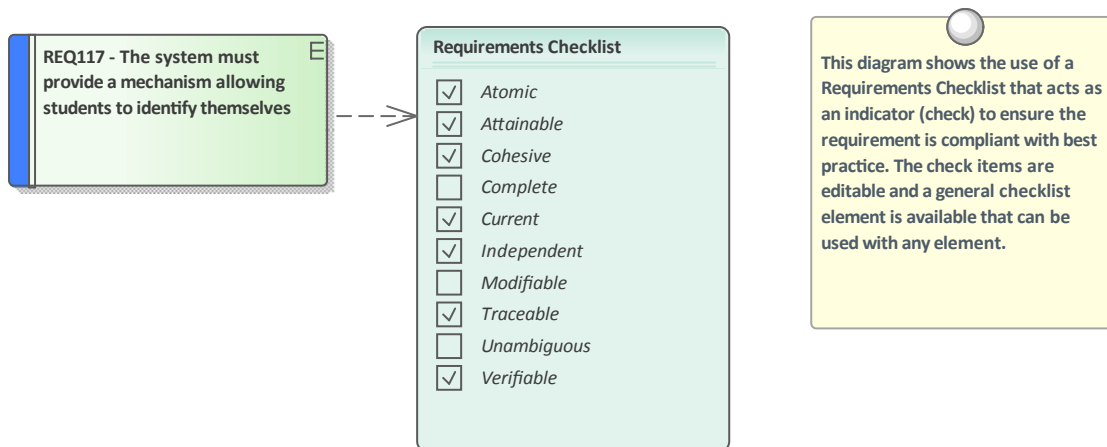 REQ117 - The system must
provide a mechanism allowing
students to identify themselves
E
Requirements Checklist
Atomic
Attainable
Cohesive
Complete
Current
Independent
Modifiable
Traceable
Unambiguous
Verifiable
This diagram shows the use of a
Requirements Checklist that acts as
an indicator (check) to ensure the
requirement is compliant with best
practice. The check items are
editable and a general checklist
element is available that can be
used with any element.